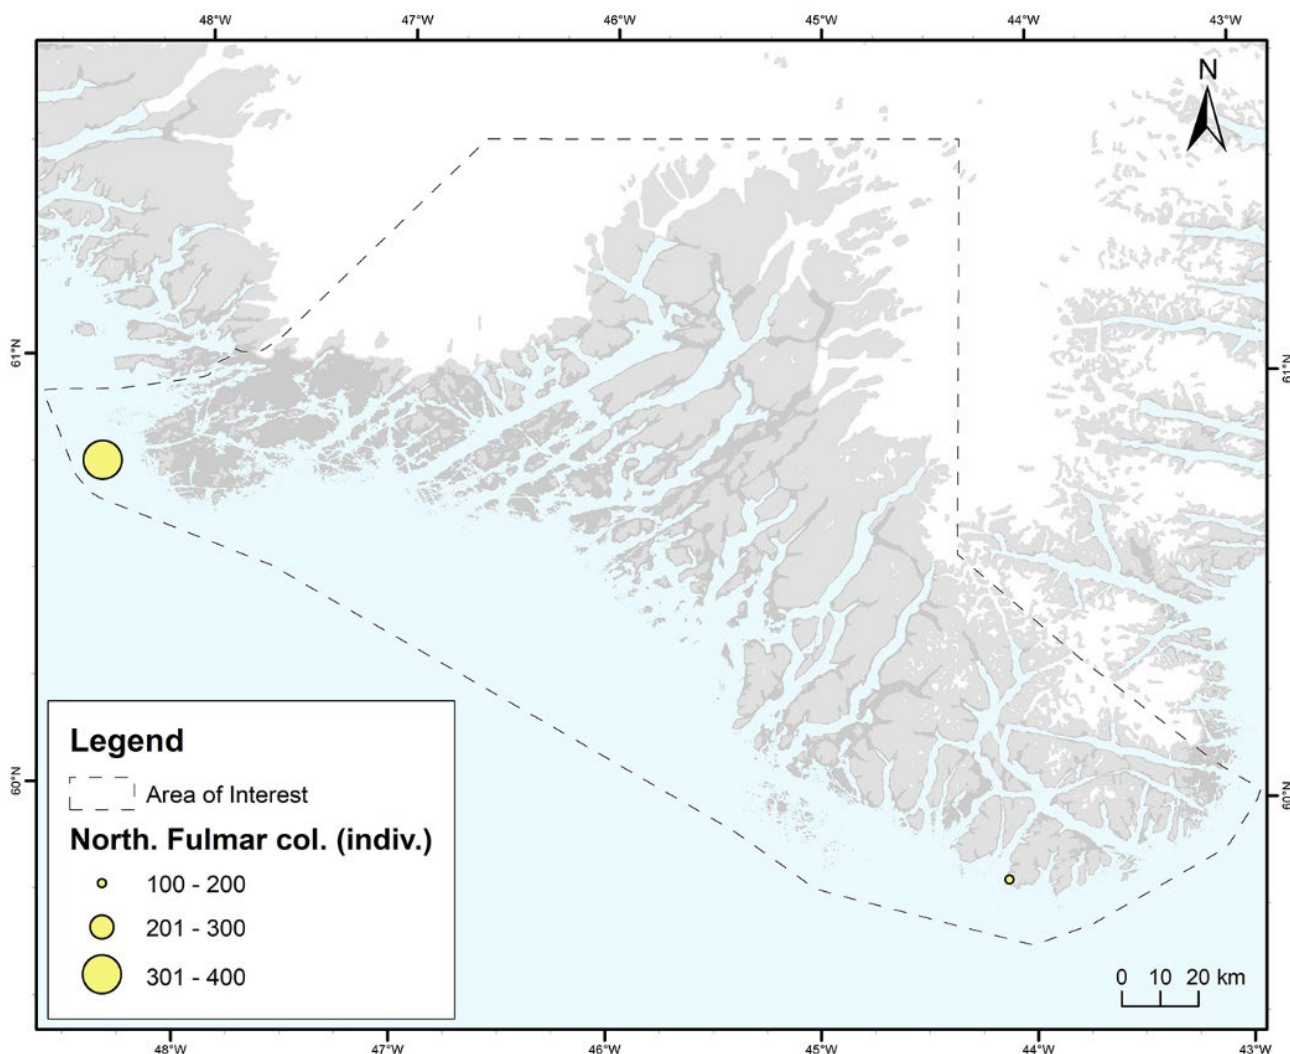 48°W 47°W 46°W 45°W 44°W 43°W
N
61°N 61°N
60°N 60°N
Legend
Area of Interest
North. Fulmar col. (indiv.)
100 - 200
201 - 300
301 - 400
0 10 20 km
48°W 47°W 46°W 45°W 44°W 43°W